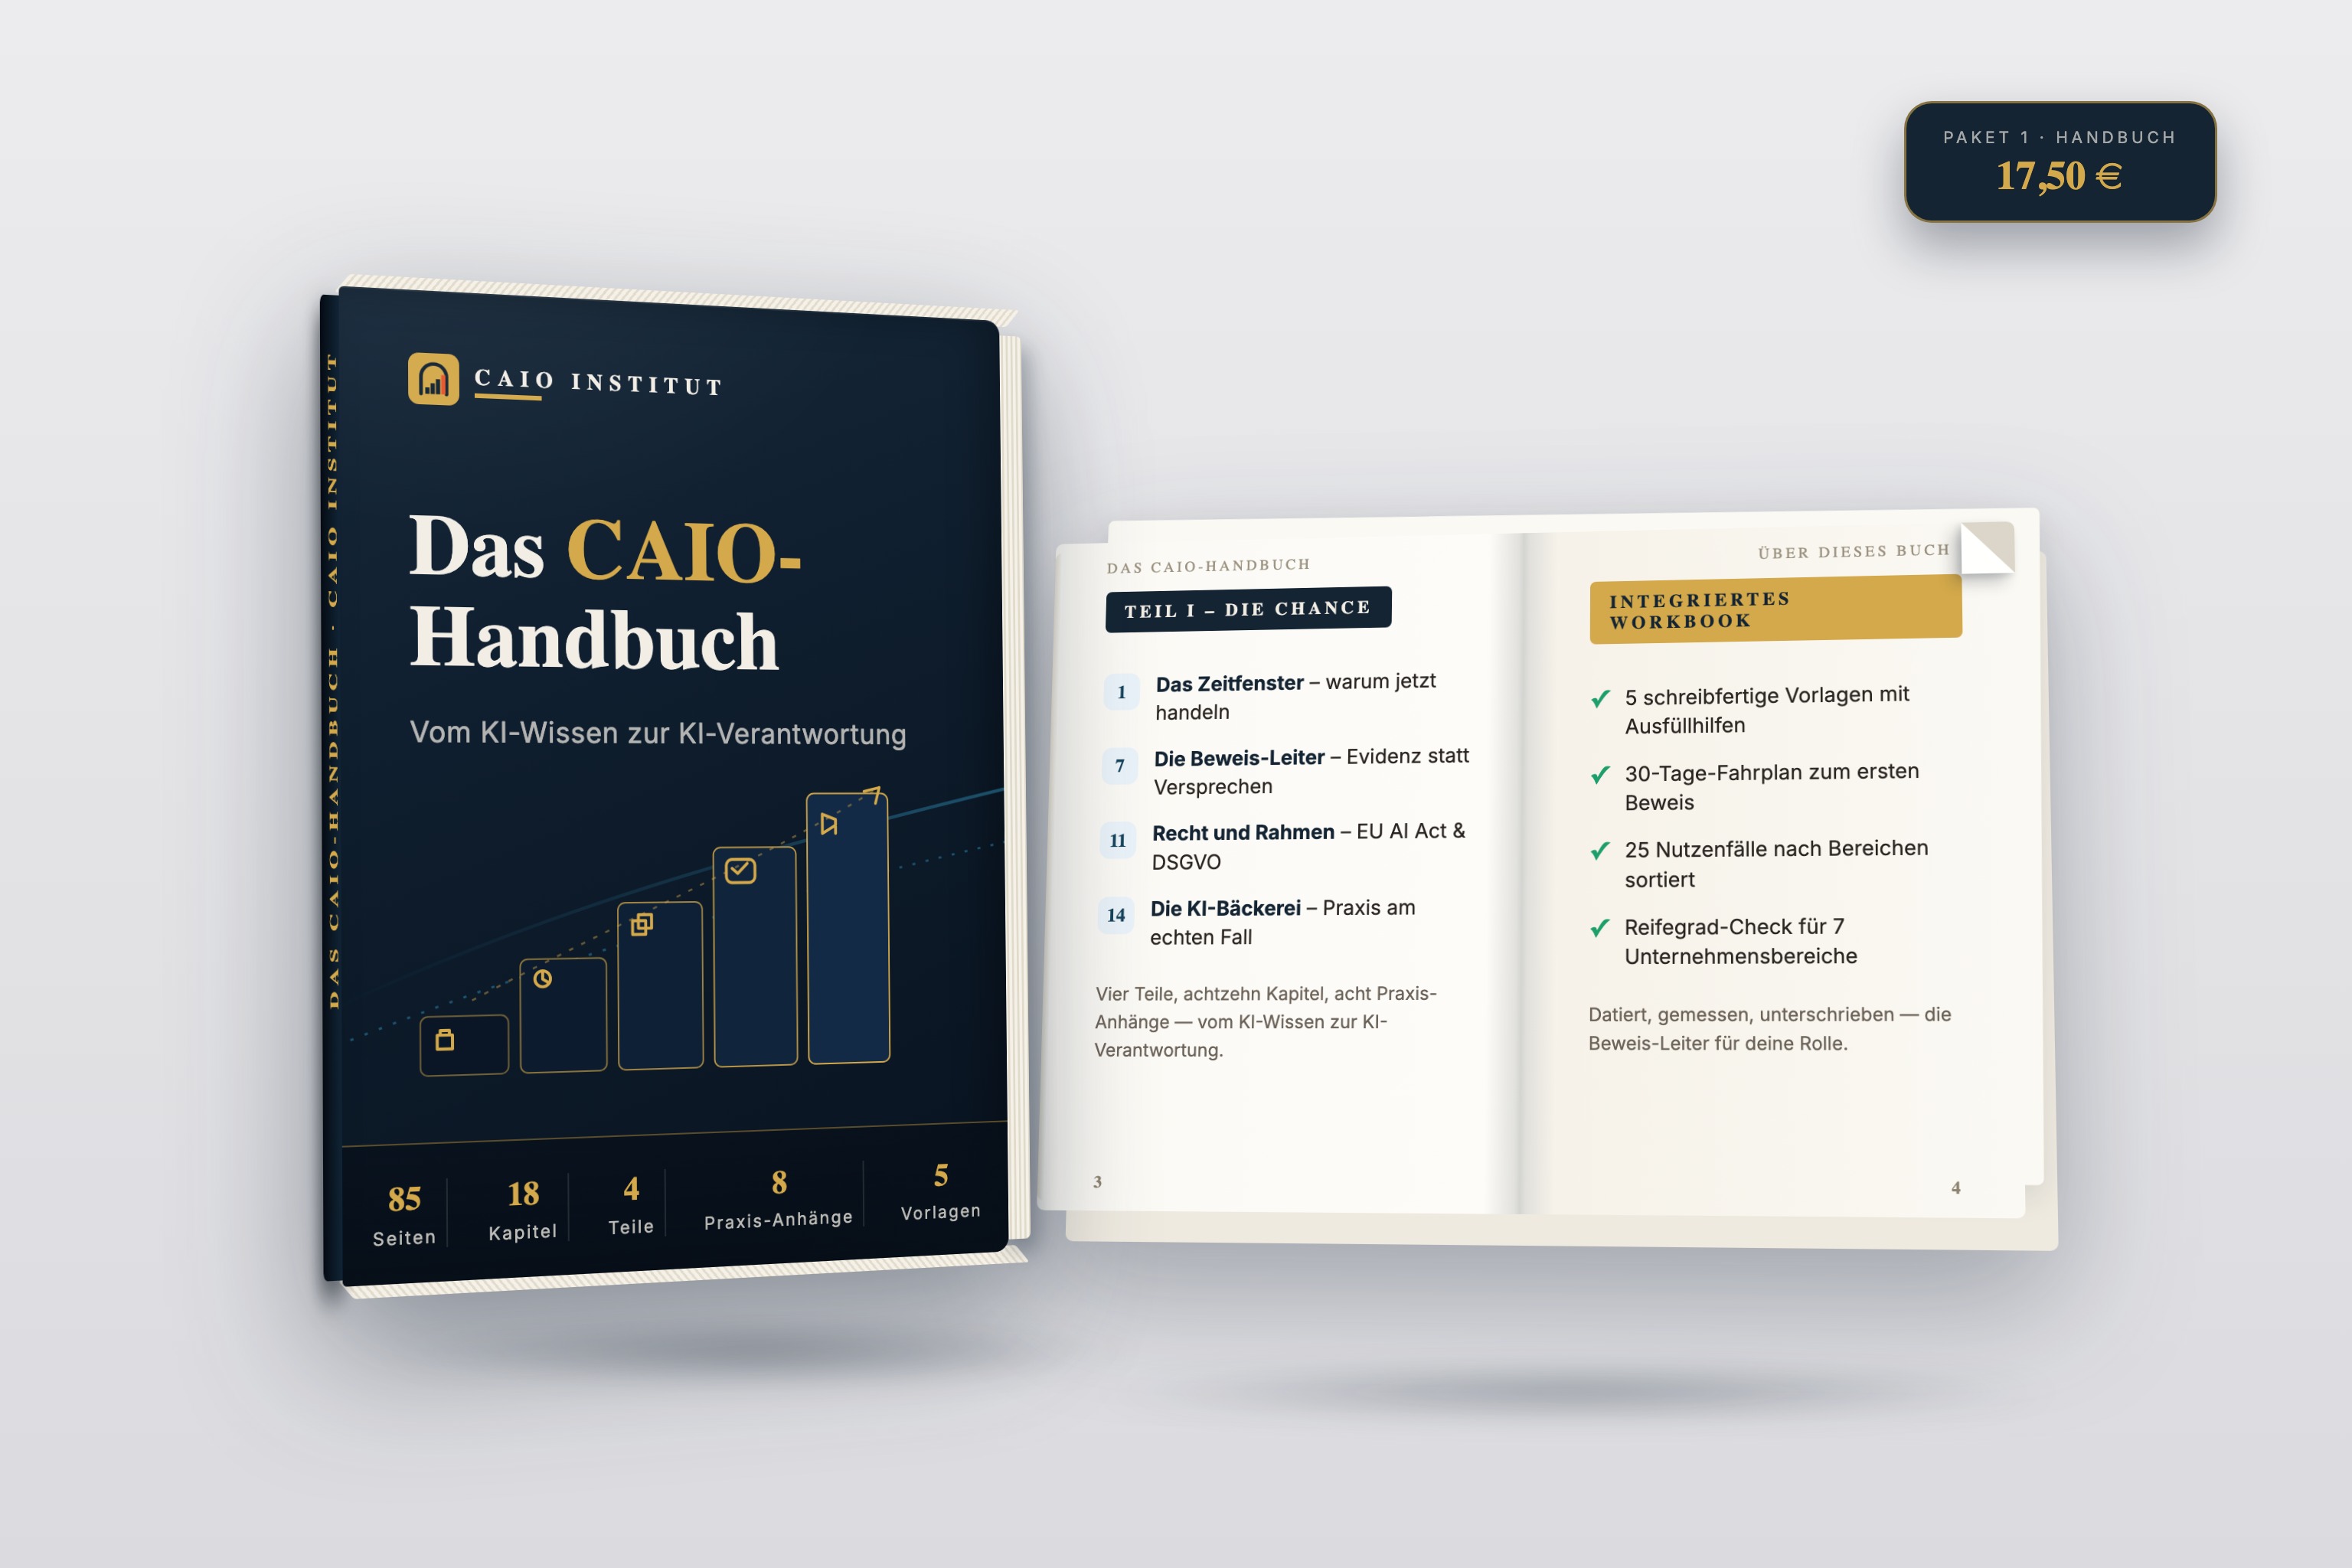 PAKET 1 · HANDBUCH
17,50 €
DAS CAIO-HANDBUCH · CAIO INSTITUT
CAIO INSTITUT
Das CAIO-
Handbuch
Vom KI-Wissen zur KI-Verantwortung
85
Seiten
18
Kapitel
4
Teile
8
Praxis-Anhänge
5
Vorlagen
DAS CAIO-HANDBUCH
TEIL I – DIE CHANCE
1
Das Zeitfenster – warum jetzt
handeln
7
Die Beweis-Leiter – Evidenz statt
Versprechen
11
Recht und Rahmen – EU AI Act &
DSGVO
14
Die KI-Bäckerei – Praxis am
echten Fall
Vier Teile, achtzehn Kapitel, acht Praxis-
Anhänge — vom KI-Wissen zur KI-
Verantwortung.
3
ÜBER DIESES BUCH
INTEGRIERTES
WORKBOOK
5 schreibfertige Vorlagen mit
Ausfüllhilfen
30-Tage-Fahrplan zum ersten
Beweis
25 Nutzenfälle nach Bereichen
sortiert
Reifegrad-Check für 7
Unternehmensbereiche
Datiert, gemessen, unterschrieben — die
Beweis-Leiter für deine Rolle.
4